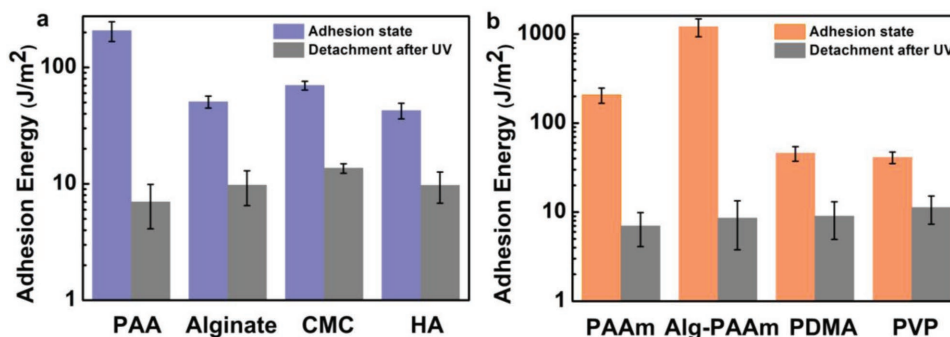 a
Adhesion state
Detachment after UV
Adhesion Energy (J/m²)
100
10
1
PAA Alginate CMC HA
b
Adhesion state
Detachment after UV
Adhesion Energy (J/m²)
1000
100
10
1
PAAm Alg-PAAm PDMA PVP